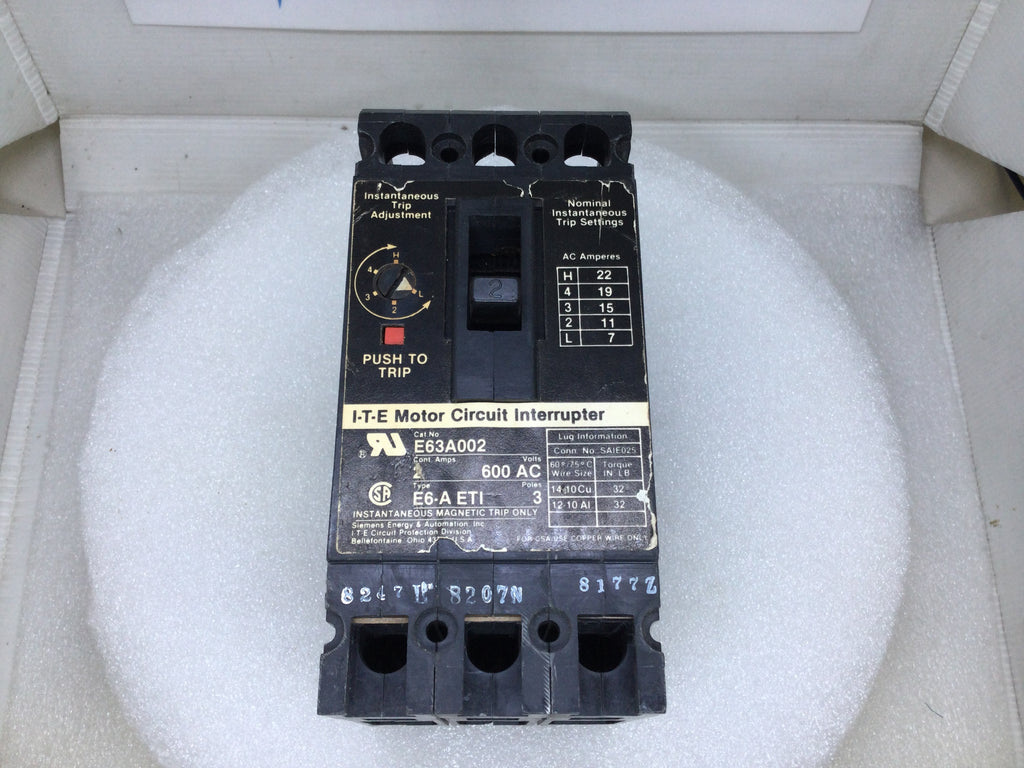 Instantaneous
Trip
Adjustment
H
4
3
2
L
PUSH TO
TRIP
2
Nominal
Instantaneous
Trip Settings
AC Amperes
H 22
4 19
3 15
2 11
L 7
I-T-E Motor Circuit Interrupter
Cat. No.
E63A002
Cont. Amps. Volts
2 600 AC
Type Poles
E6-A ETI 3
INSTANTANEOUS MAGNETIC TRIP ONLY
Siemens Energy & Automation, Inc
I-T-E Circuit Protection Division
Bellefontaine, Ohio U.S.A.
Lug Information
Conn. No. SAIE025
60°/75°C Torque
Wire Size IN. LB
14-10 Cu 32
12-10 Al 32
FOR CSA USE COPPER WIRE ONLY
8207N
8177Z